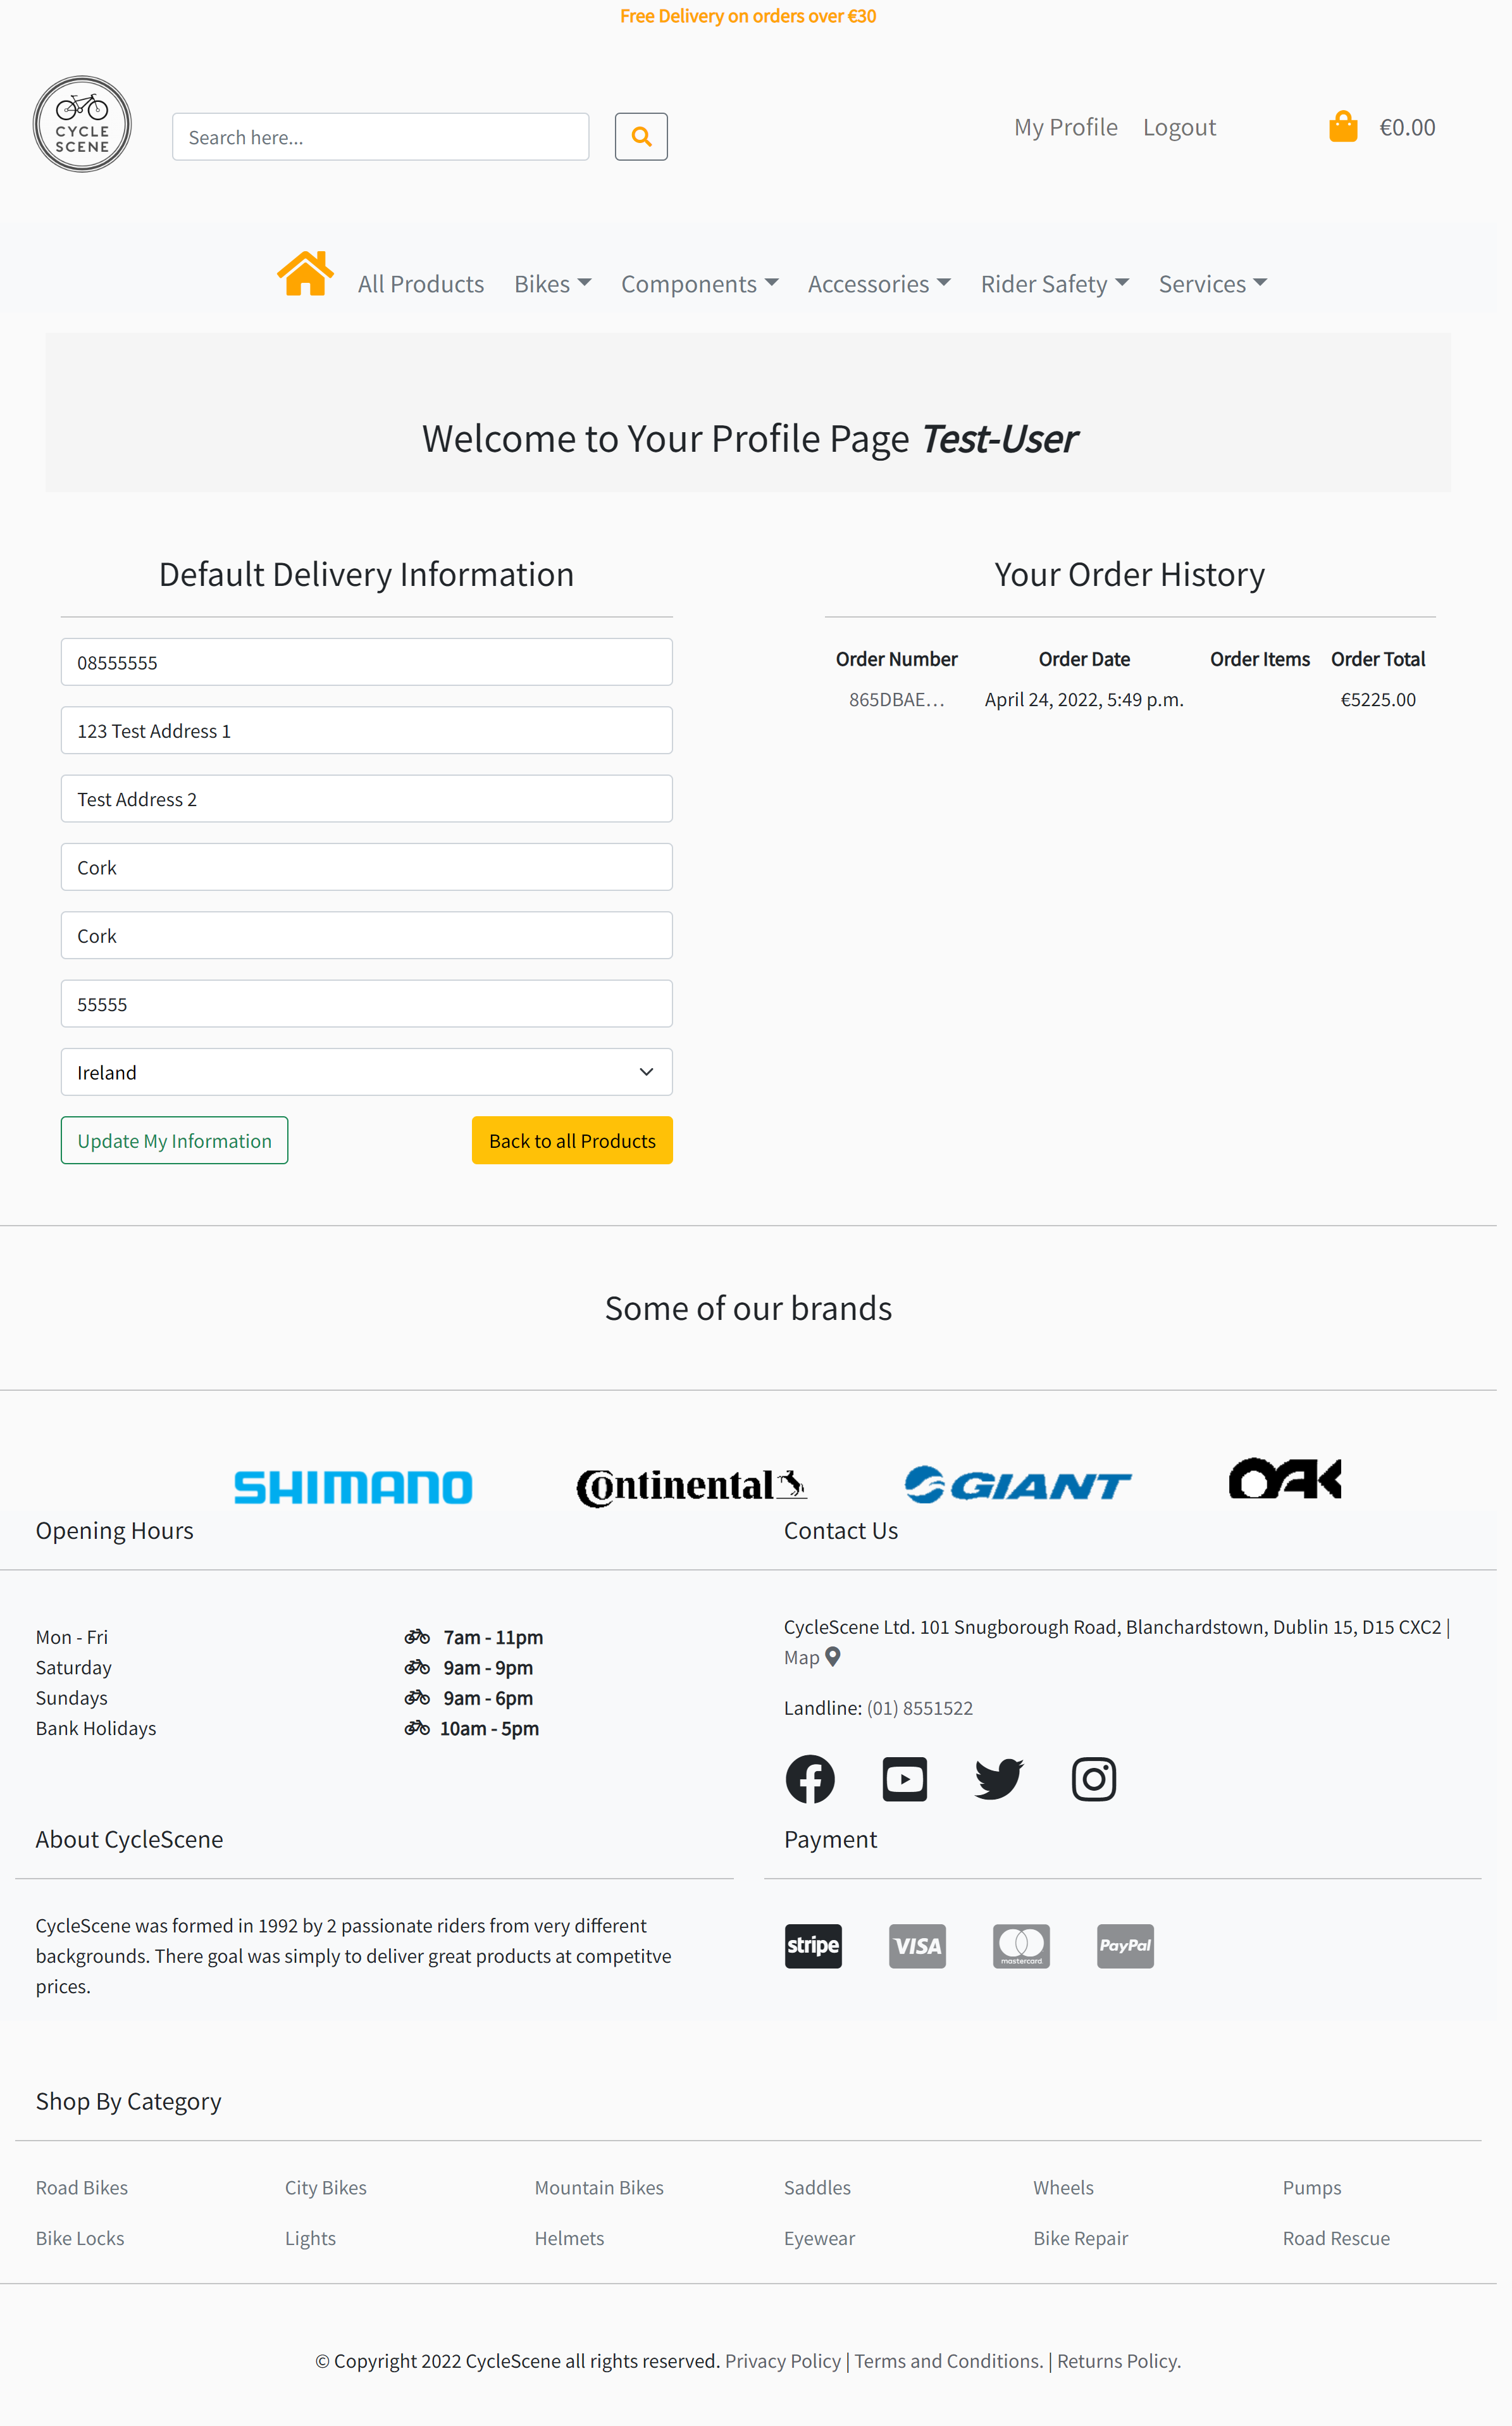 Free Delivery on orders over €30
CYCLE
SCENE
Search here...
My Profile Logout €0.00
All Products Bikes Components Accessories Rider Safety Services
Welcome to Your Profile Page Test-User
Default Delivery Information
08555555
123 Test Address 1
Test Address 2
Cork
Cork
55555
Ireland
Update My Information Back to all Products
Your Order History
Order Number Order Date Order Items Order Total
865DBAE... April 24, 2022, 5:49 p.m. €5225.00
Some of our brands
SHIMANO Continental GIANT OAK
Opening Hours
Mon - Fri 7am - 11pm
Saturday 9am - 9pm
Sundays 9am - 6pm
Bank Holidays 10am - 5pm
Contact Us
CycleScene Ltd. 101 Snugborough Road, Blanchardstown, Dublin 15, D15 CXC2 |
Map
Landline: (01) 8551522
About CycleScene
CycleScene was formed in 1992 by 2 passionate riders from very different
backgrounds. There goal was simply to deliver great products at competitve
prices.
Payment
stripe VISA mastercard PayPal
Shop By Category
Road Bikes City Bikes Mountain Bikes Saddles Wheels Pumps
Bike Locks Lights Helmets Eyewear Bike Repair Road Rescue
© Copyright 2022 CycleScene all rights reserved. Privacy Policy | Terms and Conditions. | Returns Policy.